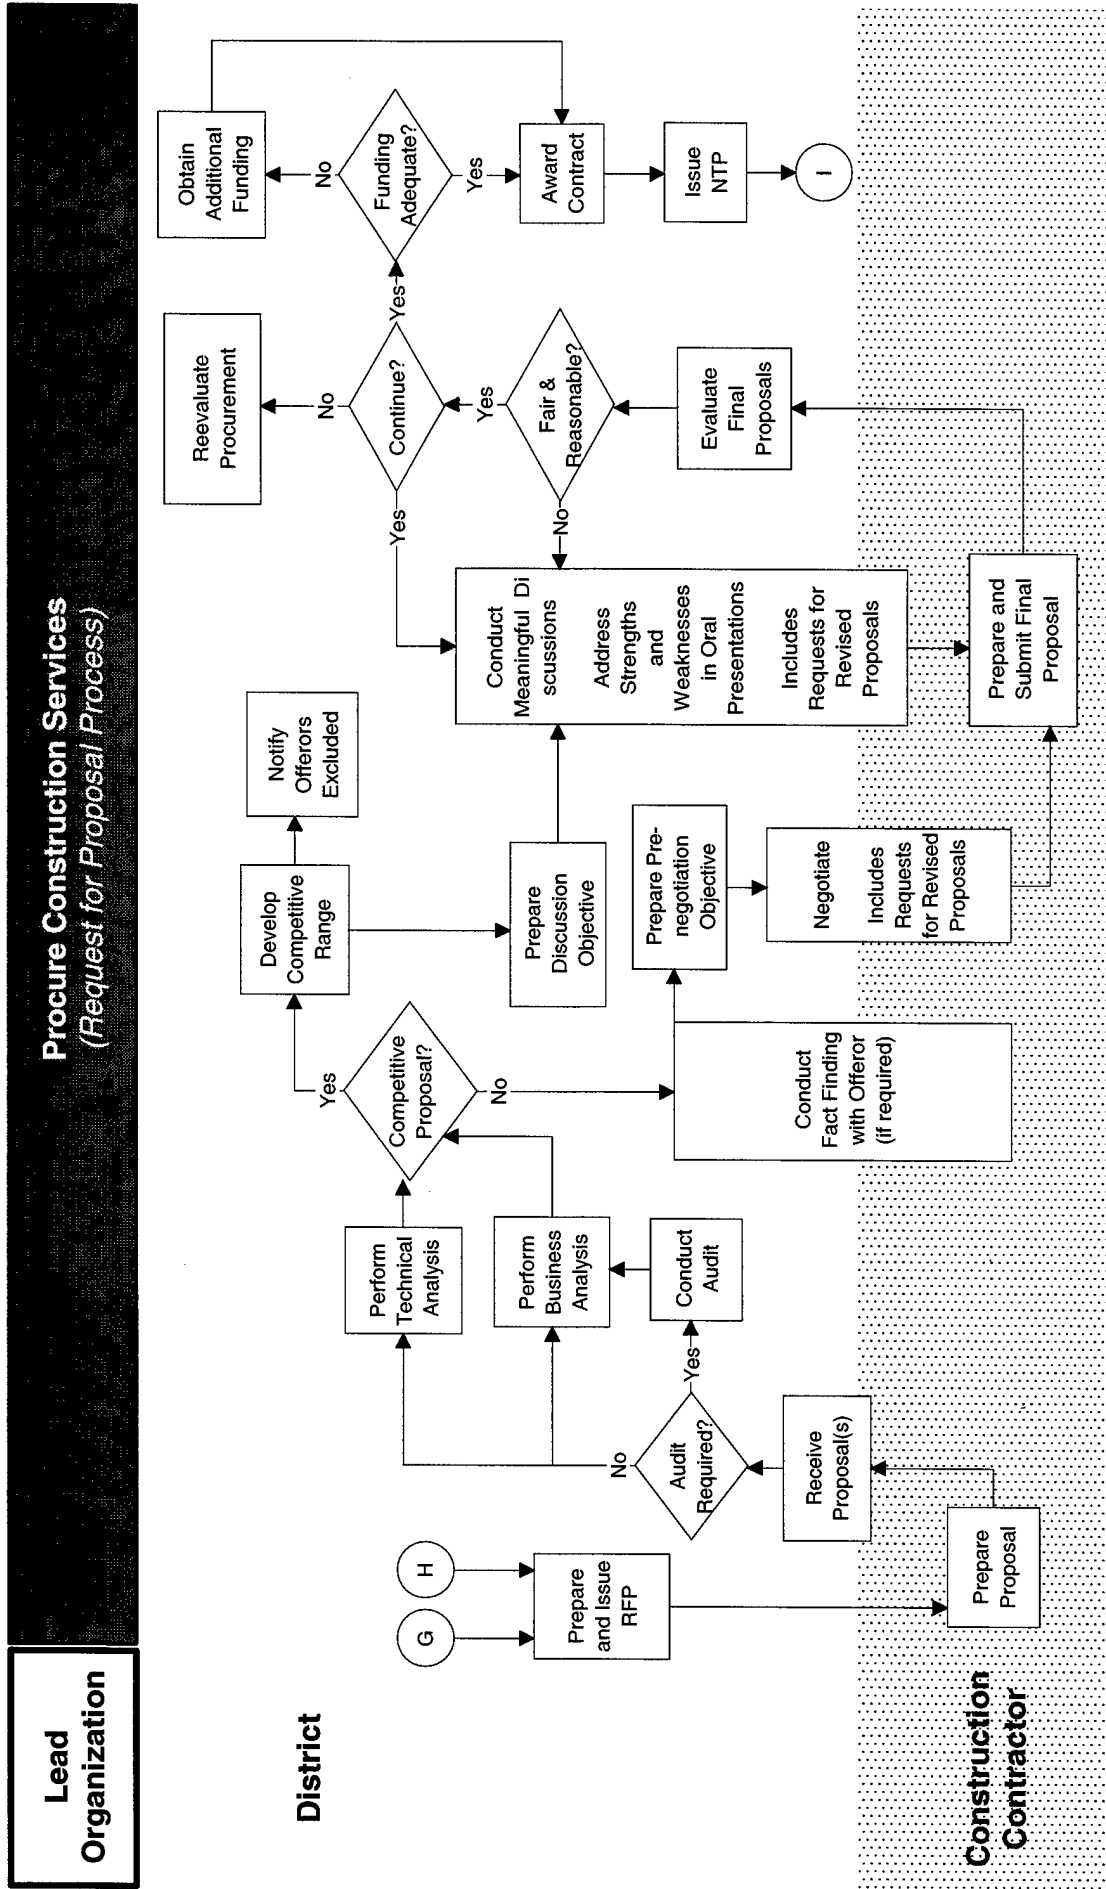 Procure Construction Services
(Request for Proposal Process)
Lead
Organization
District
Construction
Contractor
G
H
Prepare
and Issue
RFP
Prepare
Proposal
Receive
Proposal(s)
Audit
Required?
No
Yes
Conduct
Audit
Perform
Technical
Analysis
Perform
Business
Analysis
Competitive
Proposal?
Yes
No
Develop
Competitive
Range
Notify
Offerors
Excluded
Prepare
Discussion
Objective
Conduct
Fact Finding
with Offeror
(if required)
Prepare Pre-
negotiation
Objective
Negotiate
Includes
Requests
for Revised
Proposals
Conduct
Meaningful Di
scussions
Address
Strengths
and
Weaknesses
in Oral
Presentations
Includes
Requests for
Revised
Proposals
Prepare and
Submit Final
Proposal
Evaluate
Final
Proposals
Fair &
Reasonable?
No
Yes
Continue?
Yes
No
Yes
Reevaluate
Procurement
Funding
Adequate?
No
Yes
Obtain
Additional
Funding
Award
Contract
Issue
NTP
I